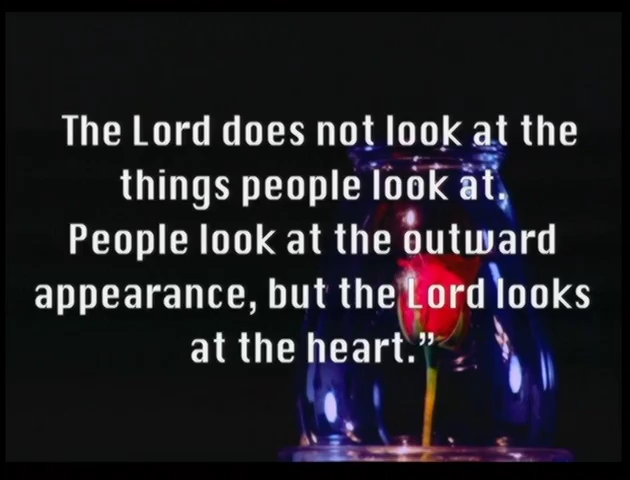 The Lord does not look at the
things people look at.
People look at the outward
appearance, but the Lord looks
at the heart.”